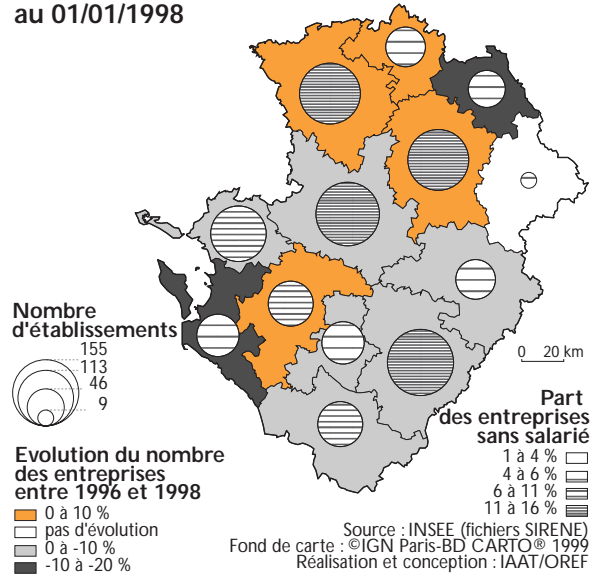 au 01/01/1998
Nombre
d'établissements
155
113
46
9
0 20 km
Part
des entreprises
sans salarié
1 à 4 %
4 à 6 %
6 à 11 %
11 à 16 %
Evolution du nombre
des entreprises
entre 1996 et 1998
0 à 10 %
pas d'évolution
0 à -10 %
-10 à -20 %
Source : INSEE (fichiers SIRENE)
Fond de carte : ©IGN Paris-BD CARTO® 1999
Réalisation et conception : IAAT/OREF